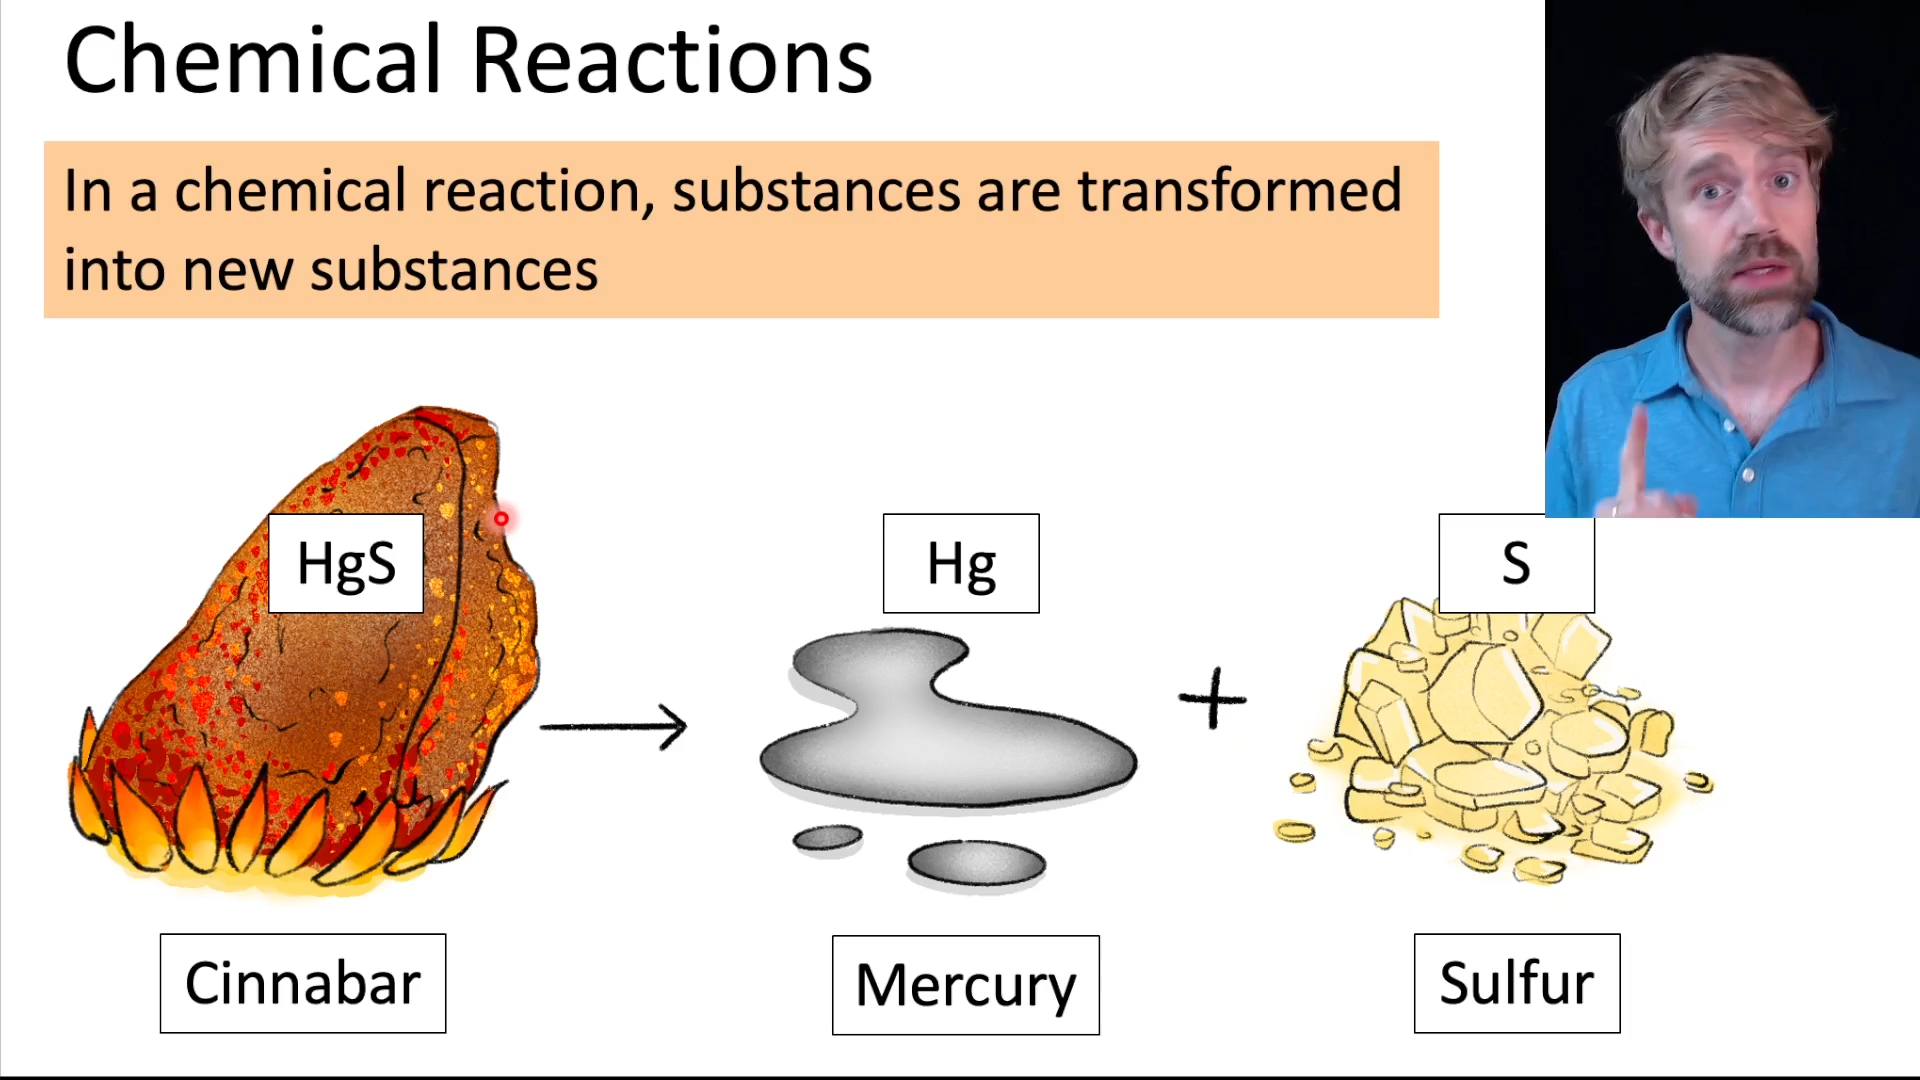 Chemical Reactions
In a chemical reaction, substances are transformed
into new substances
HgS
Hg
S
+
Cinnabar
Mercury
Sulfur